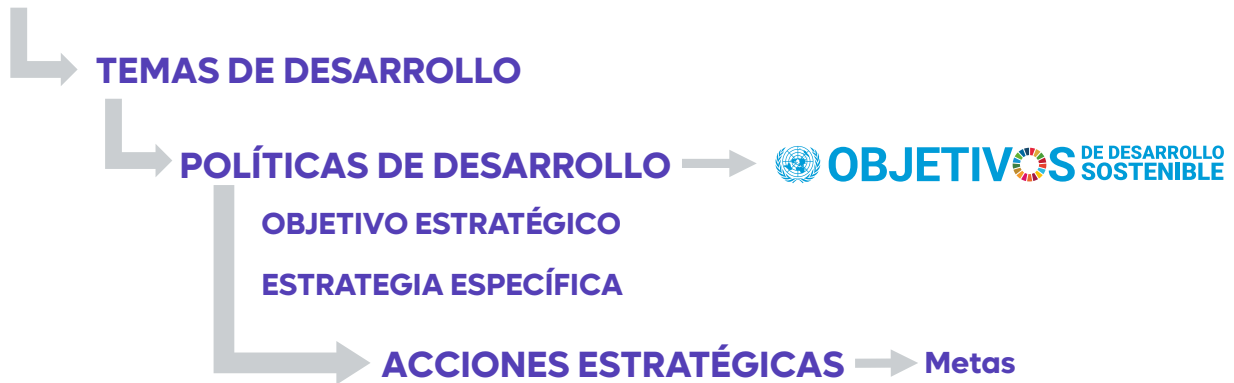 TEMAS DE DESARROLLO
POLÍTICAS DE DESARROLLO
OBJETIVOS DE DESARROLLO
SOSTENIBLE
OBJETIVO ESTRATÉGICO
ESTRATEGIA ESPECÍFICA
ACCIONES ESTRATÉGICAS
Metas